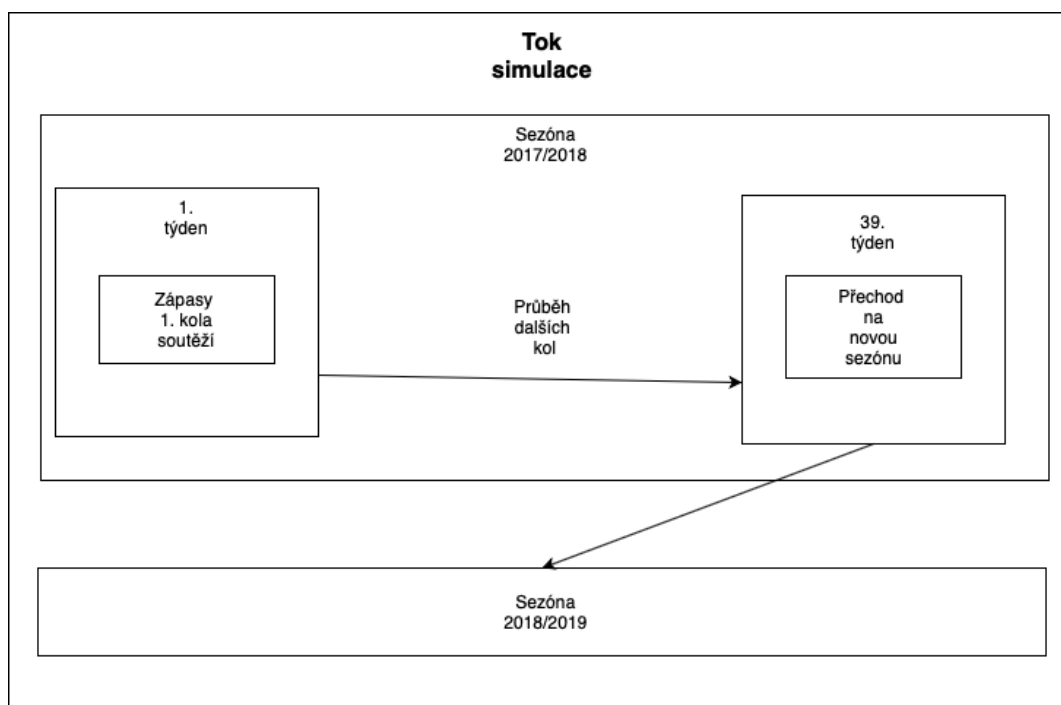 Tok
simulace
Sezóna
2017/2018
1.
týden
Zápasy
1. kola
soutěží
Průběh
dalších
kol
39.
týden
Přechod
na
novou
sezónu
Sezóna
2018/2019